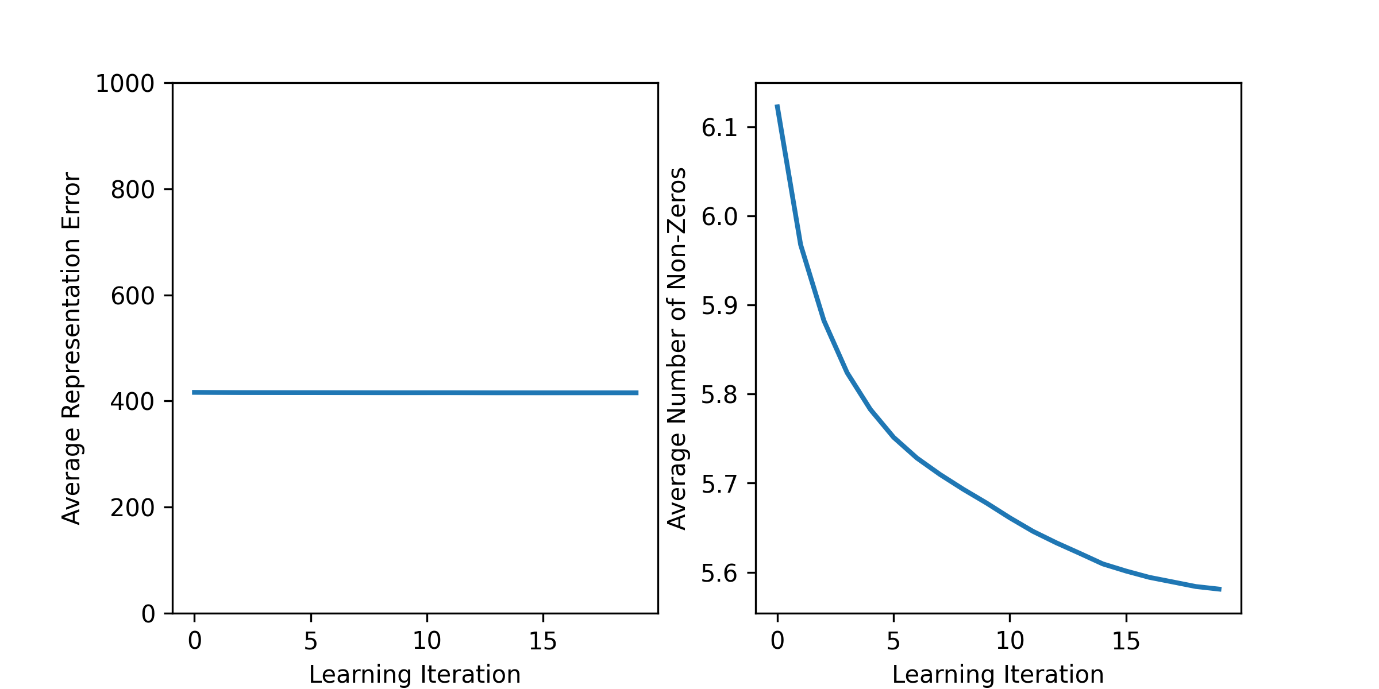 1000
800
600
400
200
0
Average Representation Error
0 5 10 15
Learning Iteration
6.1
6.0
5.9
5.8
5.7
5.6
Average Number of Non-Zeros
0 5 10 15
Learning Iteration